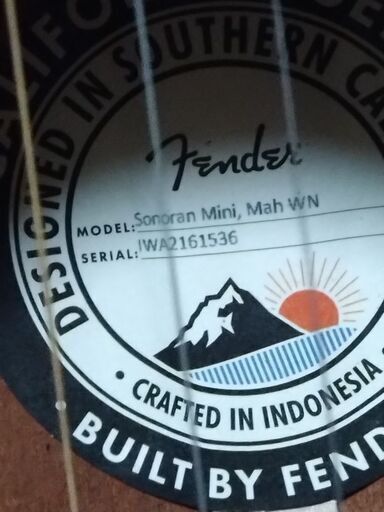 DESIGNED IN SOUTHERN CA
Fender
MODEL: Sonoran Mini, Mah WN
SERIAL: IWA2161536
• CRAFTED IN INDONESIA •
• BUILT BY FEND